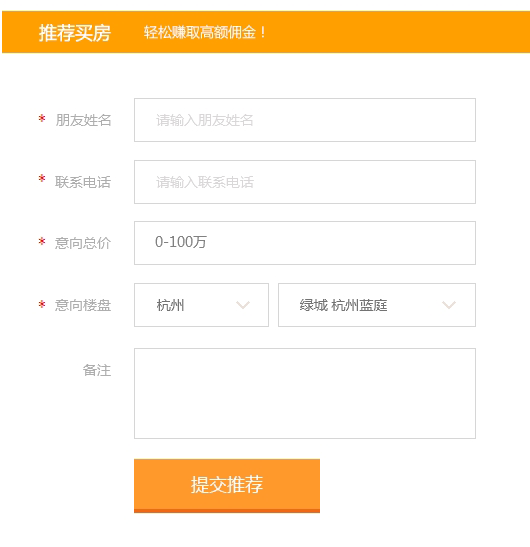 推荐买房 轻松赚取高额佣金！
* 朋友姓名 请输入朋友姓名
* 联系电话 请输入联系电话
* 意向总价 0-100万
* 意向楼盘 杭州 绿城 杭州蓝庭
备注
提交推荐